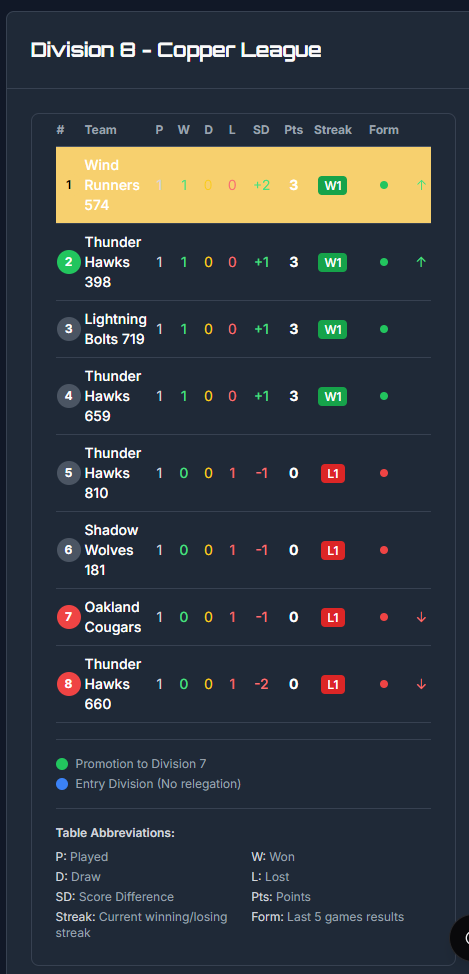 Division 8 - Copper League
# Team P W D L SD Pts Streak Form
1 Wind Runners 574 1 1 0 0 +2 3 W1 ↑
2 Thunder Hawks 398 1 1 0 0 +1 3 W1 ↑
3 Lightning Bolts 719 1 1 0 0 +1 3 W1
4 Thunder Hawks 659 1 1 0 0 +1 3 W1
5 Thunder Hawks 810 1 0 0 1 -1 0 L1
6 Shadow Wolves 181 1 0 0 1 -1 0 L1
7 Oakland Cougars 1 0 0 1 -1 0 L1 ↓
8 Thunder Hawks 660 1 0 0 1 -2 0 L1 ↓
Promotion to Division 7
Entry Division (No relegation)
Table Abbreviations:
P: Played W: Won
D: Draw L: Lost
SD: Score Difference Pts: Points
Streak: Current winning/losing streak Form: Last 5 games results